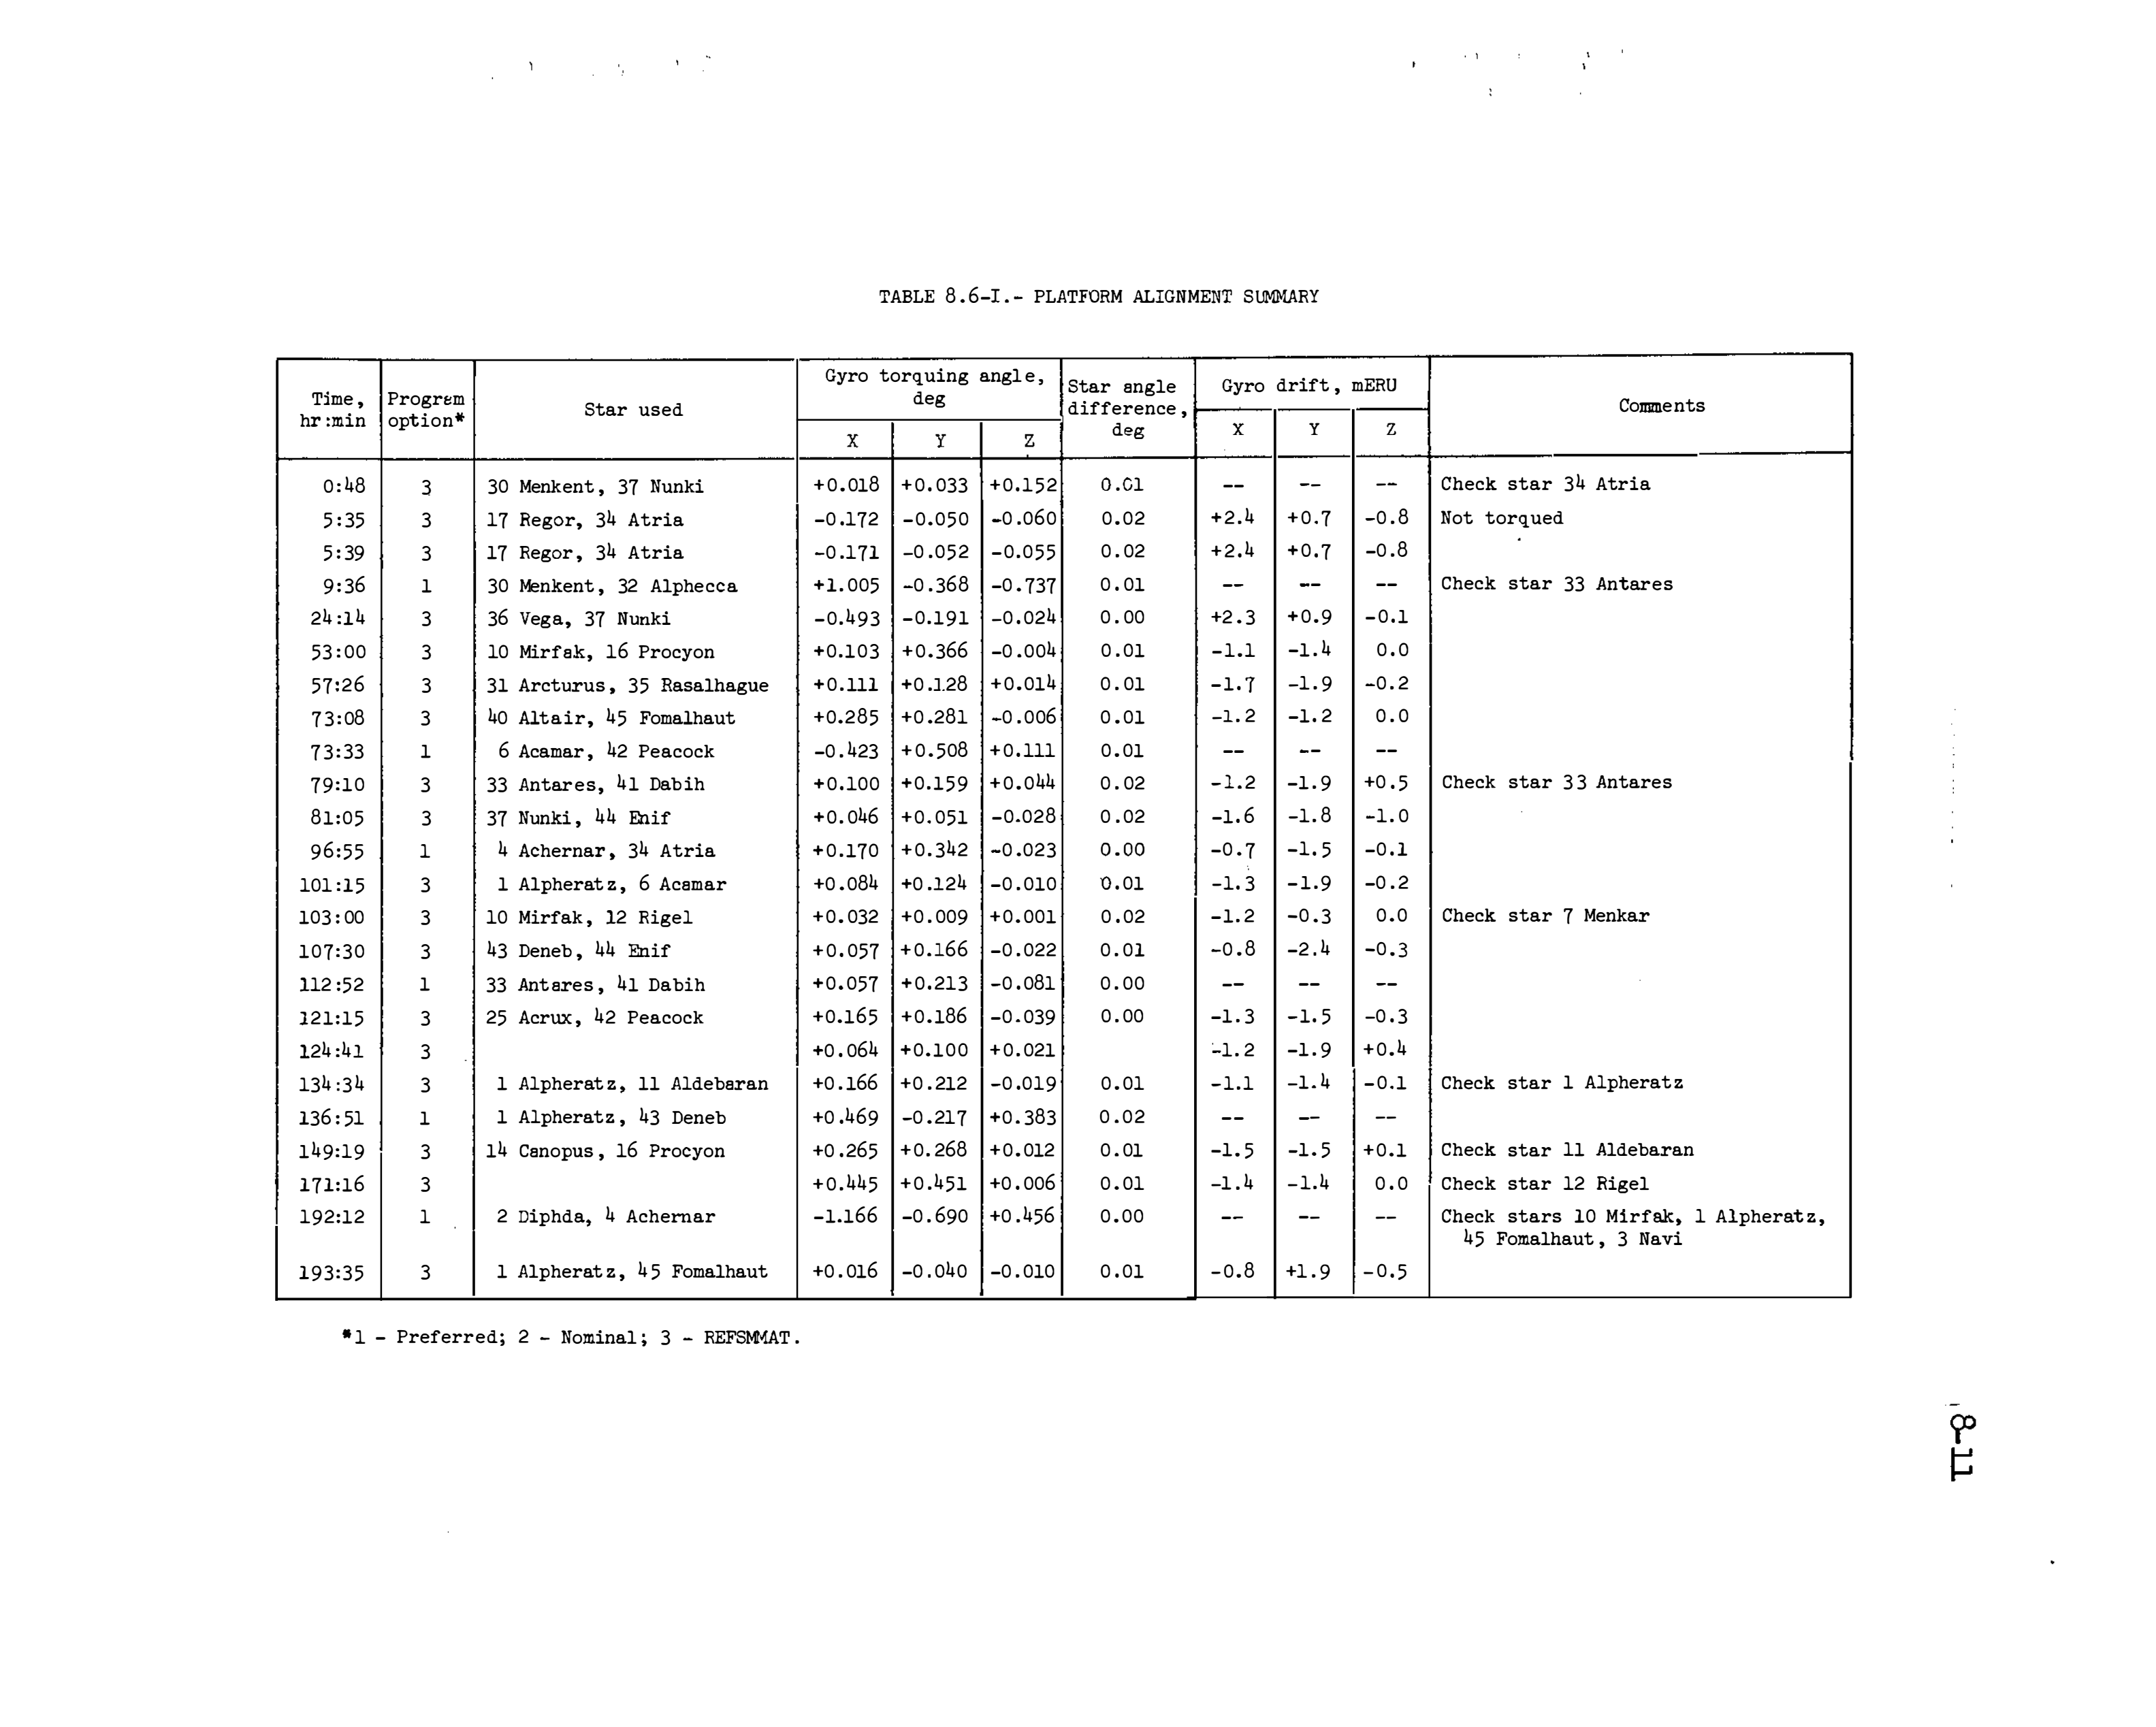 TABLE 8.6-I.- PLATFORM ALIGNMENT SUMMARY
Time, hr:min | Program option* | Star used | Gyro torquing angle, deg | Star angle difference, deg | Gyro drift, mERU | Comments
X Y Z X Y Z
0:48 3 30 Menkent, 37 Nunki +0.018 +0.033 +0.152 0.01 -- -- -- Check star 34 Atria
5:35 3 17 Regor, 34 Atria -0.172 -0.050 -0.060 0.02 +2.4 +0.7 -0.8 Not torqued
5:39 3 17 Regor, 34 Atria -0.171 -0.052 -0.055 0.02 +2.4 +0.7 -0.8
9:36 1 30 Menkent, 32 Alphecca +1.005 -0.368 -0.737 0.01 -- -- -- Check star 33 Antares
24:14 3 36 Vega, 37 Nunki -0.493 -0.191 -0.024 0.00 +2.3 +0.9 -0.1
53:00 3 10 Mirfak, 16 Procyon +0.103 +0.366 -0.004 0.01 -1.1 -1.4 0.0
57:26 3 31 Arcturus, 35 Rasalhague +0.111 +0.128 +0.014 0.01 -1.7 -1.9 -0.2
73:08 3 40 Altair, 45 Fomalhaut +0.285 +0.281 -0.006 0.01 -1.2 -1.2 0.0
73:33 1 6 Acamar, 42 Peacock -0.423 +0.508 +0.111 0.01 -- -- --
79:10 3 33 Antares, 41 Dabih +0.100 +0.159 +0.044 0.02 -1.2 -1.9 +0.5 Check star 33 Antares
81:05 3 37 Nunki, 44 Enif +0.046 +0.051 -0.028 0.02 -1.6 -1.8 -1.0
96:55 1 4 Achernar, 34 Atria +0.170 +0.342 -0.023 0.00 -0.7 -1.5 -0.1
101:15 3 1 Alpheratz, 6 Acamar +0.084 +0.124 -0.010 0.01 -1.3 -1.9 -0.2
103:00 3 10 Mirfak, 12 Rigel +0.032 +0.009 +0.001 0.02 -1.2 -0.3 0.0 Check star 7 Menkar
107:30 3 43 Deneb, 44 Enif +0.057 +0.166 -0.022 0.01 -0.8 -2.4 -0.3
112:52 1 33 Antares, 41 Dabih +0.057 +0.213 -0.081 0.00 -- -- --
121:15 3 25 Acrux, 42 Peacock +0.165 +0.186 -0.039 0.00 -1.3 -1.5 -0.3
124:41 3 +0.064 +0.100 +0.021 -1.2 -1.9 +0.4
134:34 3 1 Alpheratz, 11 Aldebaran +0.166 +0.212 -0.019 0.01 -1.1 -1.4 -0.1 Check star 1 Alpheratz
136:51 1 1 Alpheratz, 43 Deneb +0.469 -0.217 +0.383 0.02 -- -- --
149:19 3 14 Canopus, 16 Procyon +0.265 +0.268 +0.012 0.01 -1.5 -1.5 +0.1 Check star 11 Aldebaran
171:16 3 +0.445 +0.451 +0.006 0.01 -1.4 -1.4 0.0 Check star 12 Rigel
192:12 1 2 Diphda, 4 Achernar -1.166 -0.690 +0.456 0.00 -- -- -- Check stars 10 Mirfak, 1 Alpheratz,
45 Fomalhaut, 3 Navi
193:35 3 1 Alpheratz, 45 Fomalhaut +0.016 -0.040 -0.010 0.01 -0.8 +1.9 -0.5
*1 - Preferred; 2 - Nominal; 3 - REFSMMAT.
8-11